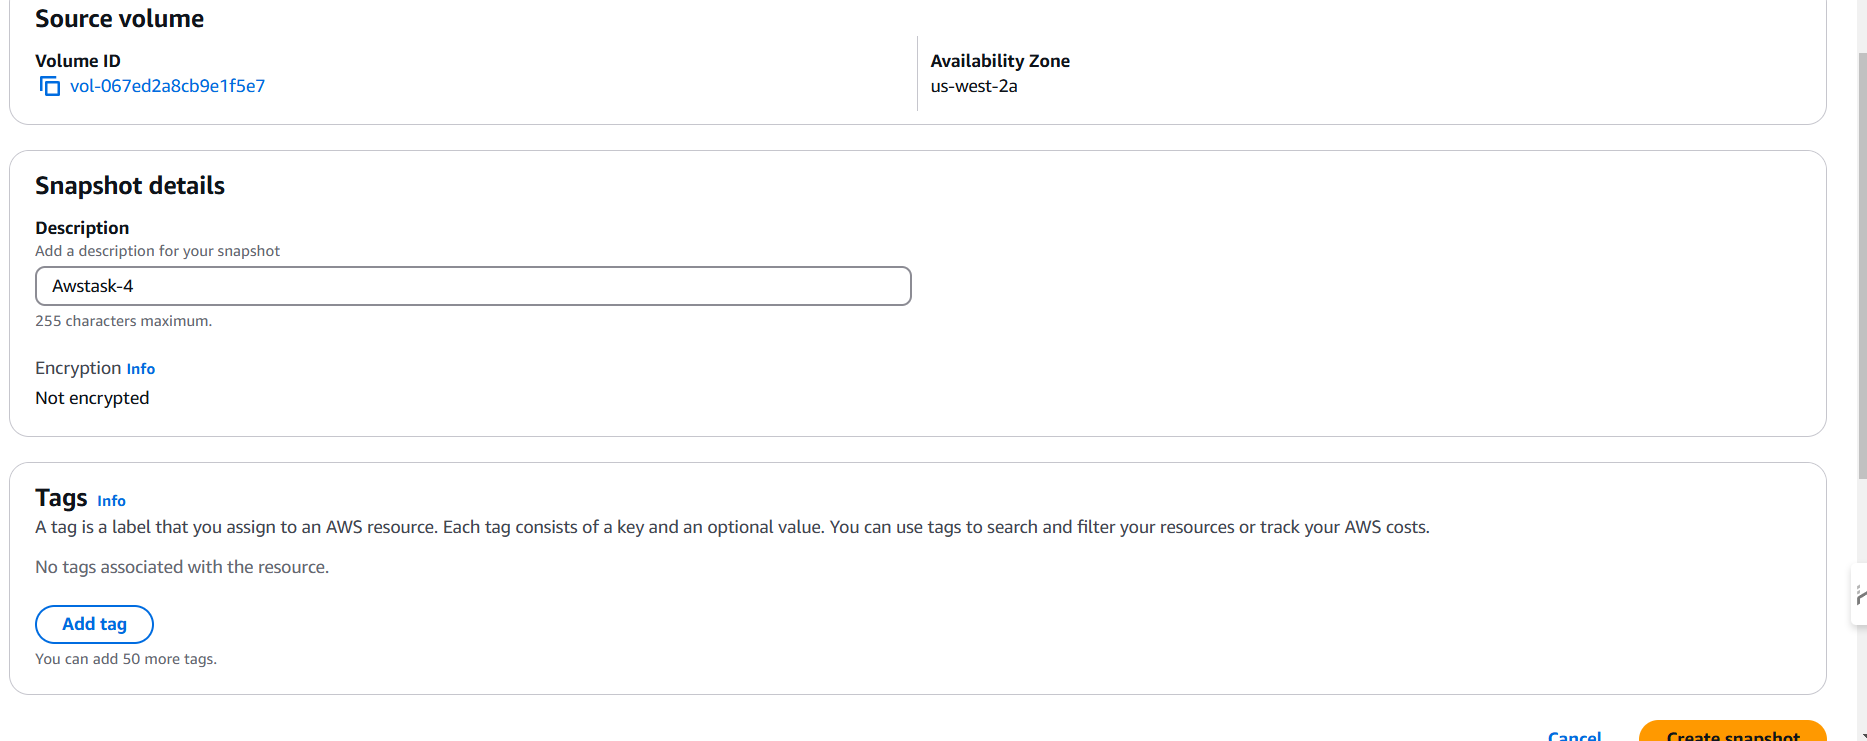 Source volume
Volume ID
Availability Zone
vol-067ed2a8cb9e1f5e7
us-west-2a
Snapshot details
Description
Add a description for your snapshot
Awstask-4
255 characters maximum.
Encryption Info
Not encrypted
Tags Info
A tag is a label that you assign to an AWS resource. Each tag consists of a key and an optional value. You can use tags to search and filter your resources or track your AWS costs.
No tags associated with the resource.
Add tag
You can add 50 more tags.
Cancel
Create snapshot